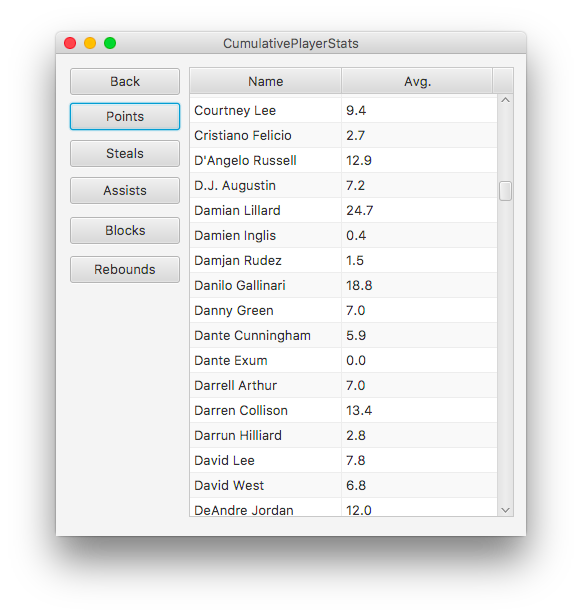 CumulativePlayerStats
Back
Points
Steals
Assists
Blocks
Rebounds
Name Avg.
Courtney Lee 9.4
Cristiano Felicio 2.7
D'Angelo Russell 12.9
D.J. Augustin 7.2
Damian Lillard 24.7
Damien Inglis 0.4
Damjan Rudez 1.5
Danilo Gallinari 18.8
Danny Green 7.0
Dante Cunningham 5.9
Dante Exum 0.0
Darrell Arthur 7.0
Darren Collison 13.4
Darrun Hilliard 2.8
David Lee 7.8
David West 6.8
DeAndre Jordan 12.0